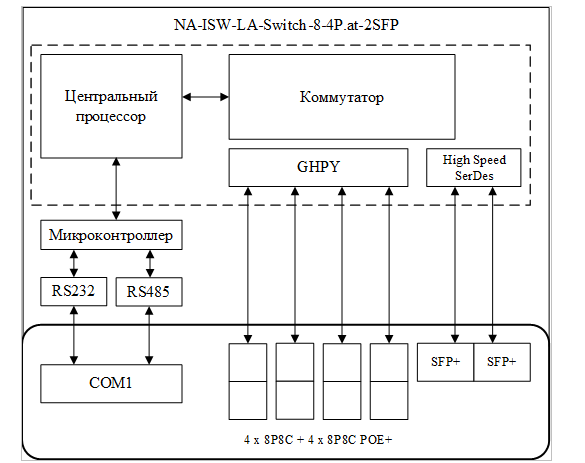 NA-ISW-LA-Switch-8-4P.at-2SFP
Центральный
процессор
Коммутатор
GHPY
High Speed
SerDes
Микроконтроллер
RS232
RS485
COM1
SFP+
SFP+
4 x 8P8C + 4 x 8P8C POE+